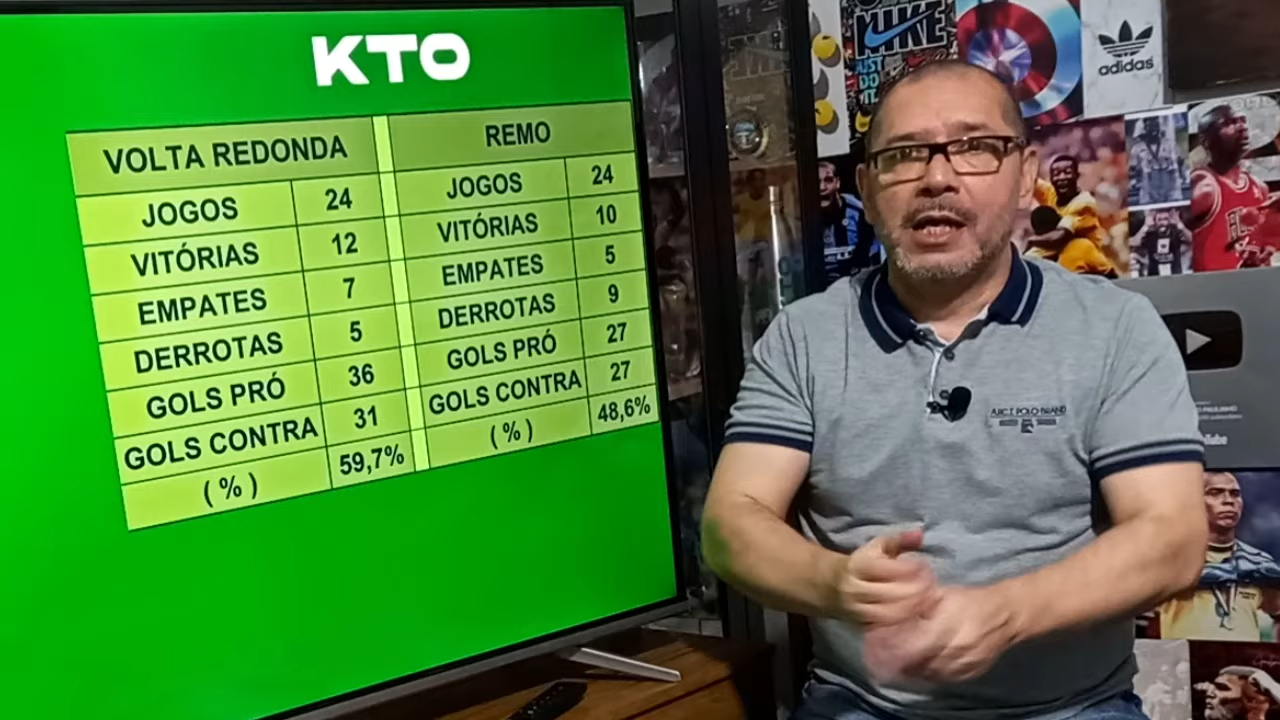 KTO
VOLTA REDONDA
JOGOS 24
VITÓRIAS 12
EMPATES 7
DERROTAS 5
GOLS PRÓ 36
GOLS CONTRA 31
( % ) 59,7%
REMO
JOGOS 24
VITÓRIAS 10
EMPATES 5
DERROTAS 9
GOLS PRÓ 27
GOLS CONTRA 27
( % ) 48,6%
NIKE
JUST
DO
IT.
adidas
POLO BRAND